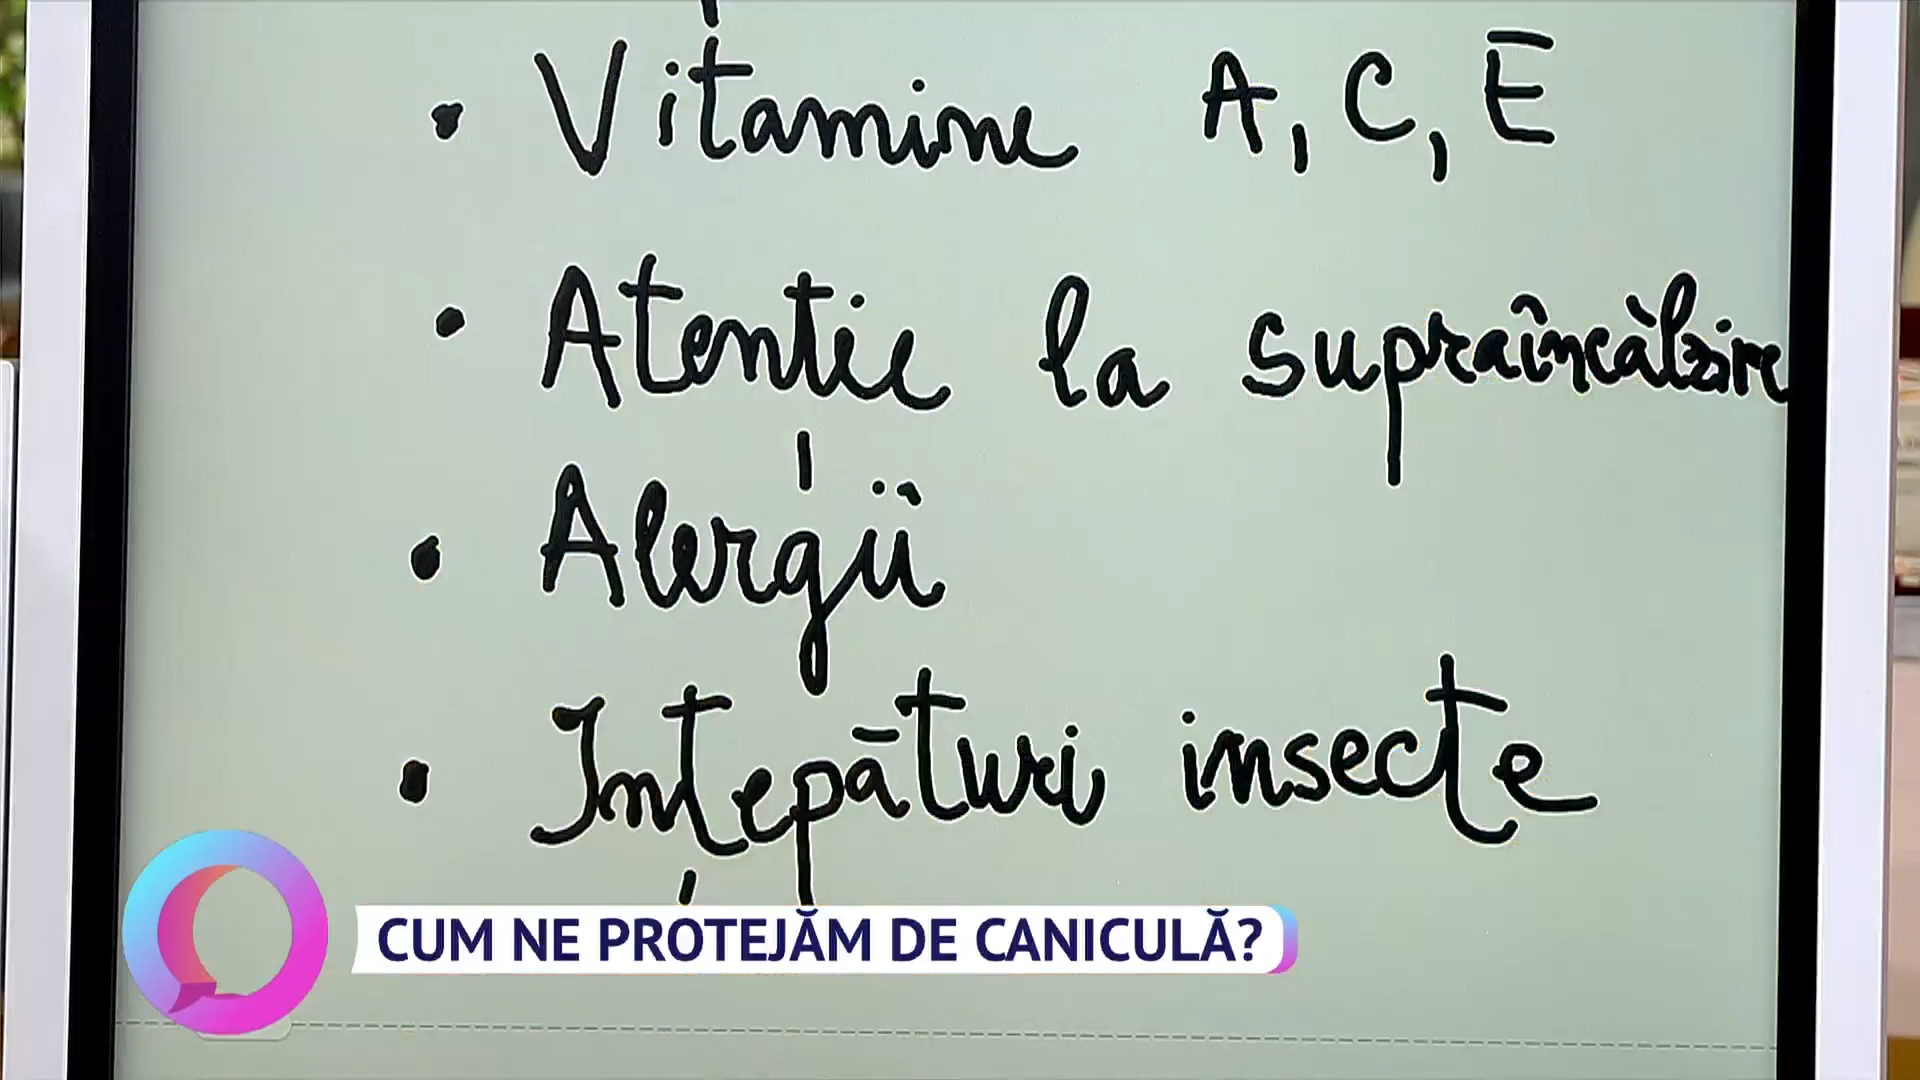 • Vitamine A, C, E
• Atenție la supraîncălzire
• Alergii
• Înțepături insecte
CUM NE PROTEJĂM DE CANICULĂ?